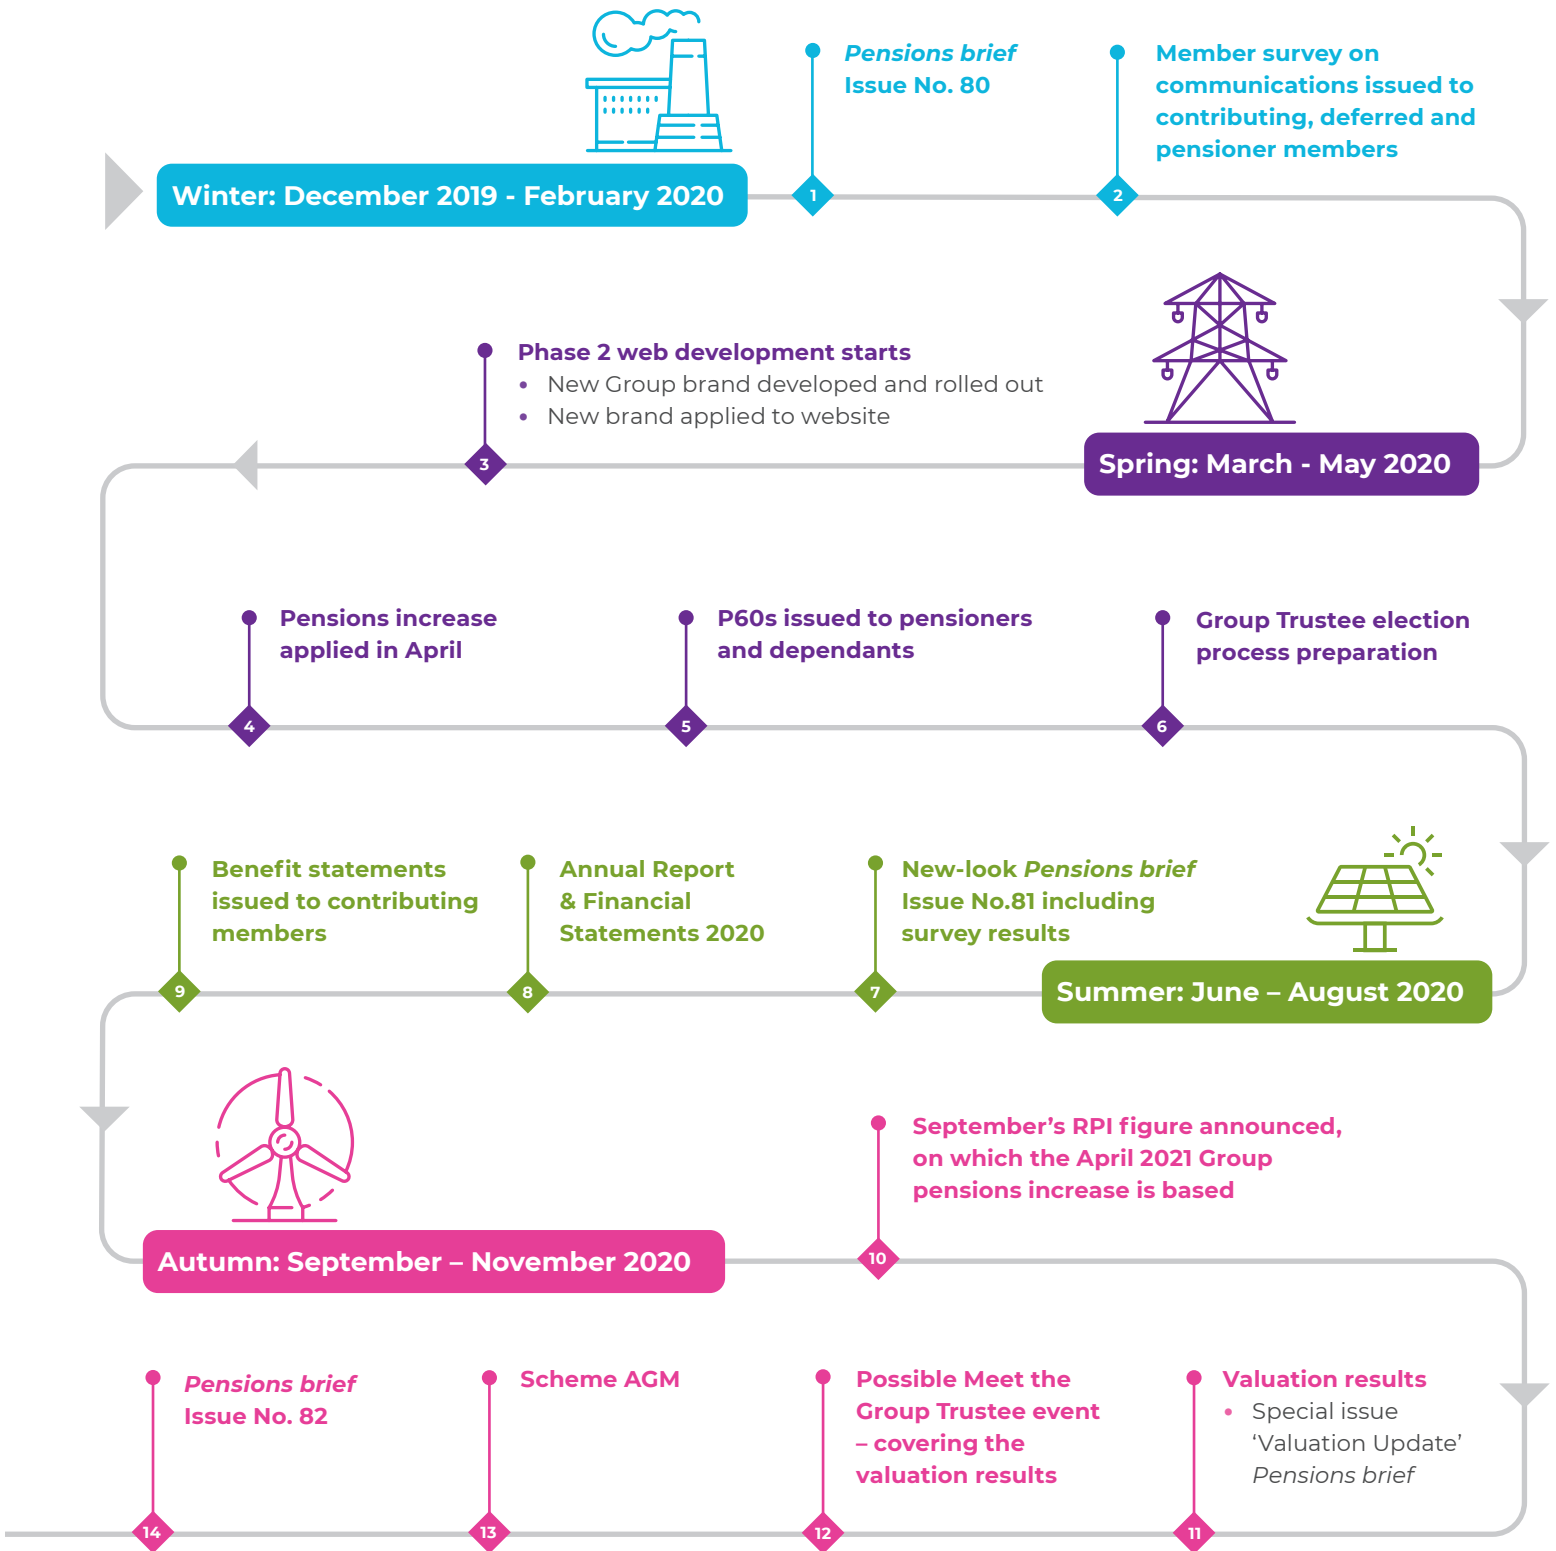 Pensions brief
Issue No. 80
Member survey on
communications issued to
contributing, deferred and
pensioner members
Winter: December 2019 - February 2020
1
2
Phase 2 web development starts
• New Group brand developed and rolled out
• New brand applied to website
Spring: March - May 2020
3
Pensions increase
applied in April
P60s issued to pensioners
and dependants
Group Trustee election
process preparation
4
5
6
Benefit statements
issued to contributing
members
Annual Report
& Financial
Statements 2020
New-look Pensions brief
Issue No.81 including
survey results
9
8
7
Summer: June – August 2020
September’s RPI figure announced,
on which the April 2021 Group
pensions increase is based
Autumn: September – November 2020
10
Pensions brief
Issue No. 82
Scheme AGM
Possible Meet the
Group Trustee event
– covering the
valuation results
Valuation results
• Special issue
‘Valuation Update’
Pensions brief
14
13
12
11